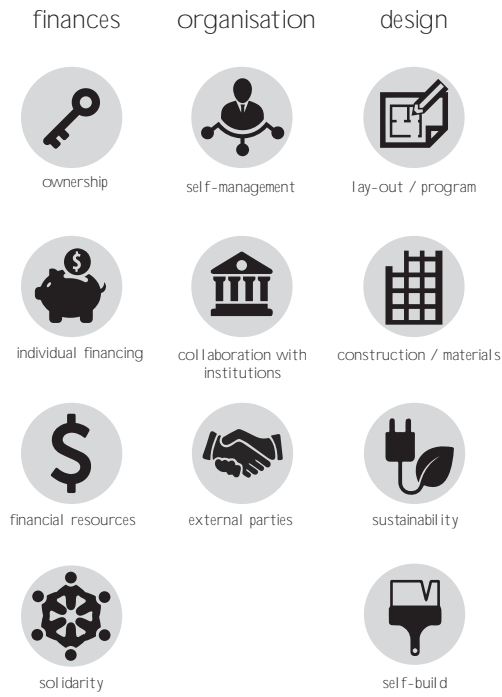 finances
organisation
design
ownership
self-management
lay-out / program
$
individual financing
collaboration with
institutions
construction / materials
$
financial resources
external parties
sustainability
solidarity
self-build